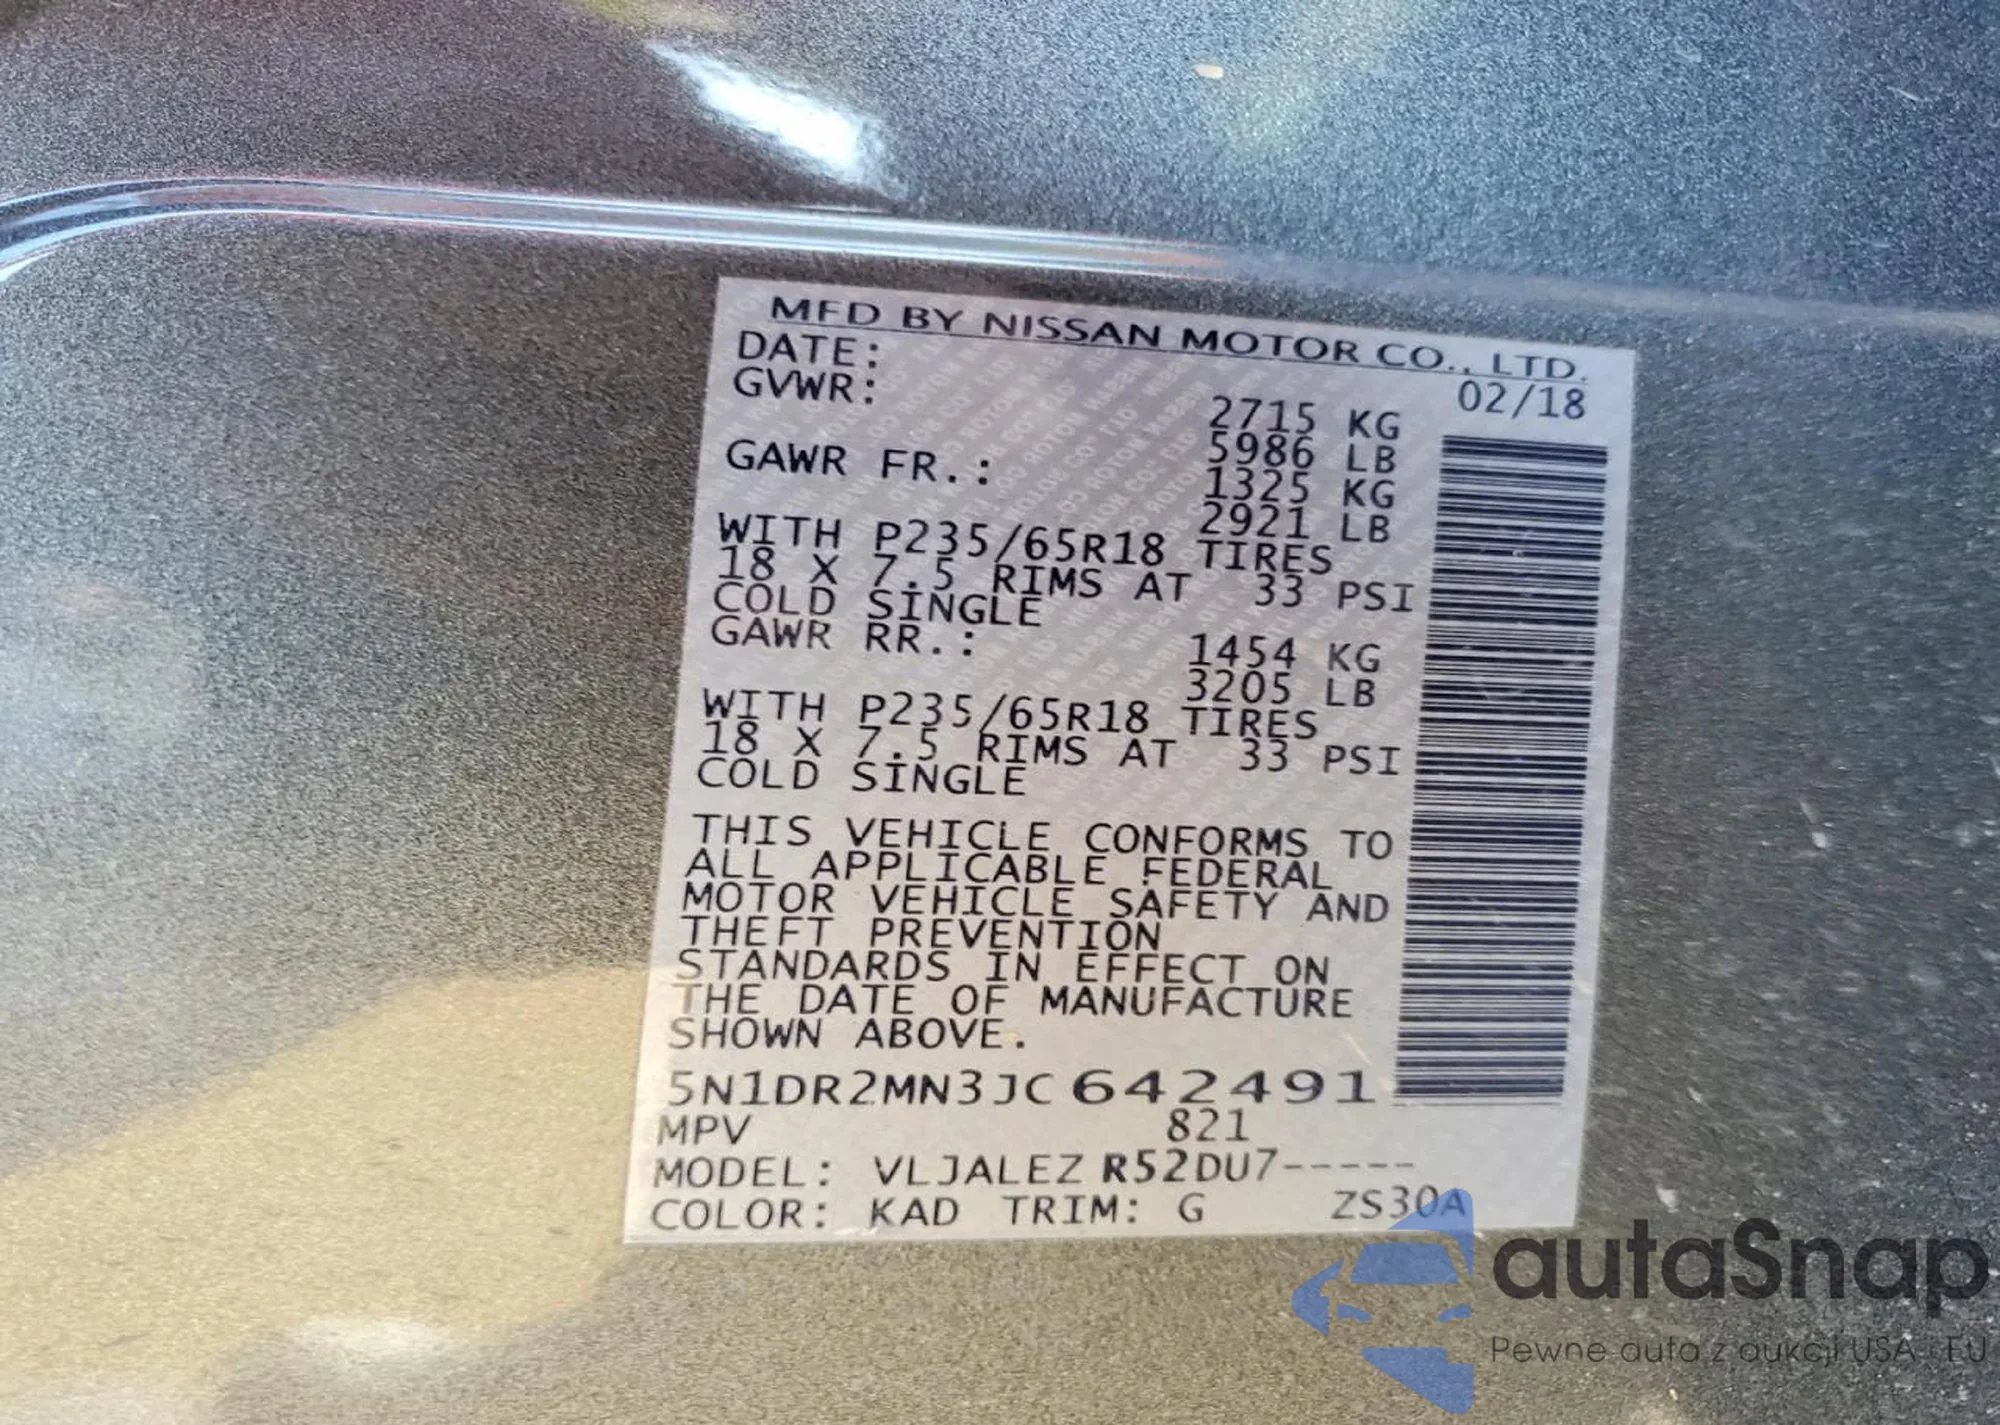 MFD BY NISSAN MOTOR CO., LTD.
DATE: 02/18
GVWR: 2715 KG
5986 LB
GAWR FR.: 1325 KG
2921 LB
WITH P235/65R18 TIRES
18 X 7.5 RIMS AT 33 PSI
COLD SINGLE
GAWR RR.: 1454 KG
3205 LB
WITH P235/65R18 TIRES
18 X 7.5 RIMS AT 33 PSI
COLD SINGLE
THIS VEHICLE CONFORMS TO
ALL APPLICABLE FEDERAL
MOTOR VEHICLE SAFETY AND
THEFT PREVENTION
STANDARDS IN EFFECT ON
THE DATE OF MANUFACTURE
SHOWN ABOVE.
5N1DR2MN3JC642491
MPV 821
MODEL: VLJALEZR52DU7-----
COLOR: KAD TRIM: G ZS30A
autaSnap
Pewne auta z aukcji USA i EU